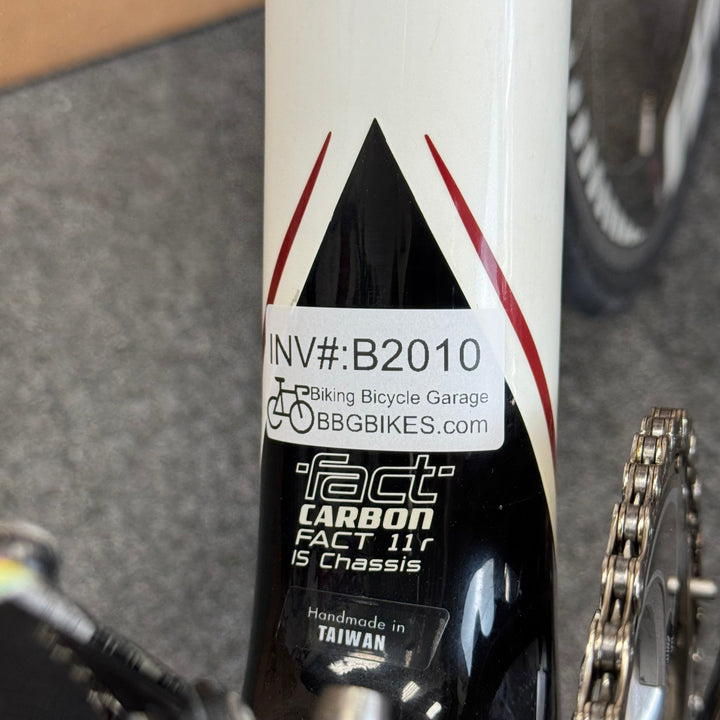 INV#:B2010
Biking Bicycle Garage
BBGBIKES.com
fact
CARBON
FACT 11r
IS Chassis
Handmade in
TAIWAN